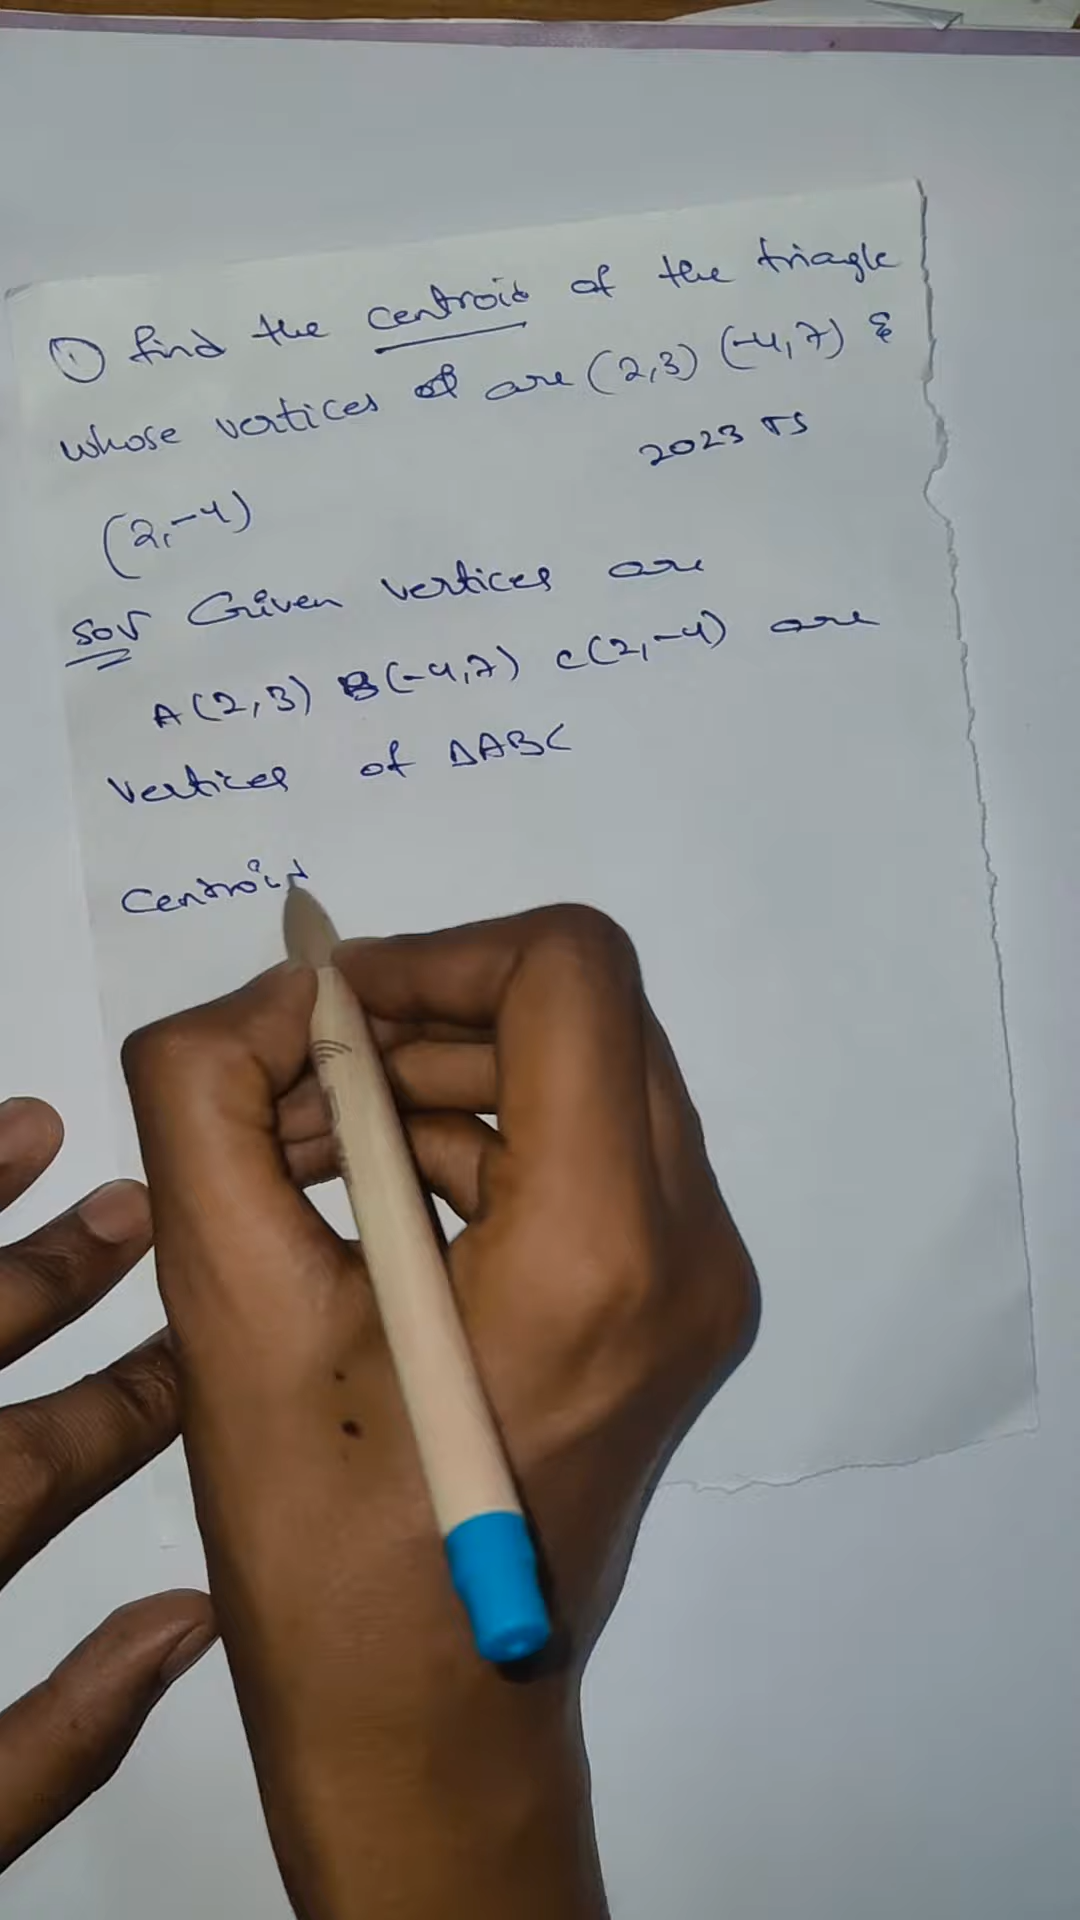 ① find the centroid of the triagle
whose vertices are (2,3) (-4,7) &
2023 TS
(2,-4)
Sol Given vertices are
A(2,3) B(-4,7) C(2,-4) are
vertices of ΔABC
Centroid